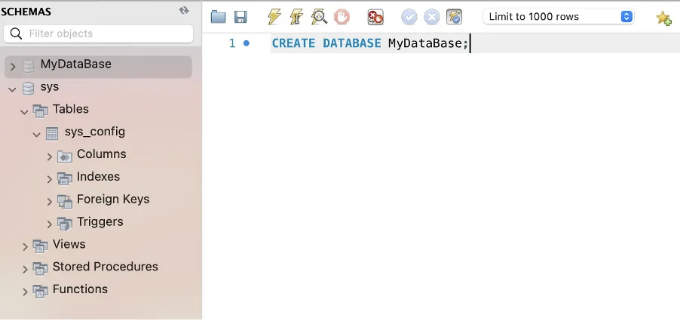 SCHEMAS
Filter objects
MyDataBase
sys
Tables
sys_config
Columns
Indexes
Foreign Keys
Triggers
Views
Stored Procedures
Functions
Limit to 1000 rows
1 CREATE DATABASE MyDataBase;